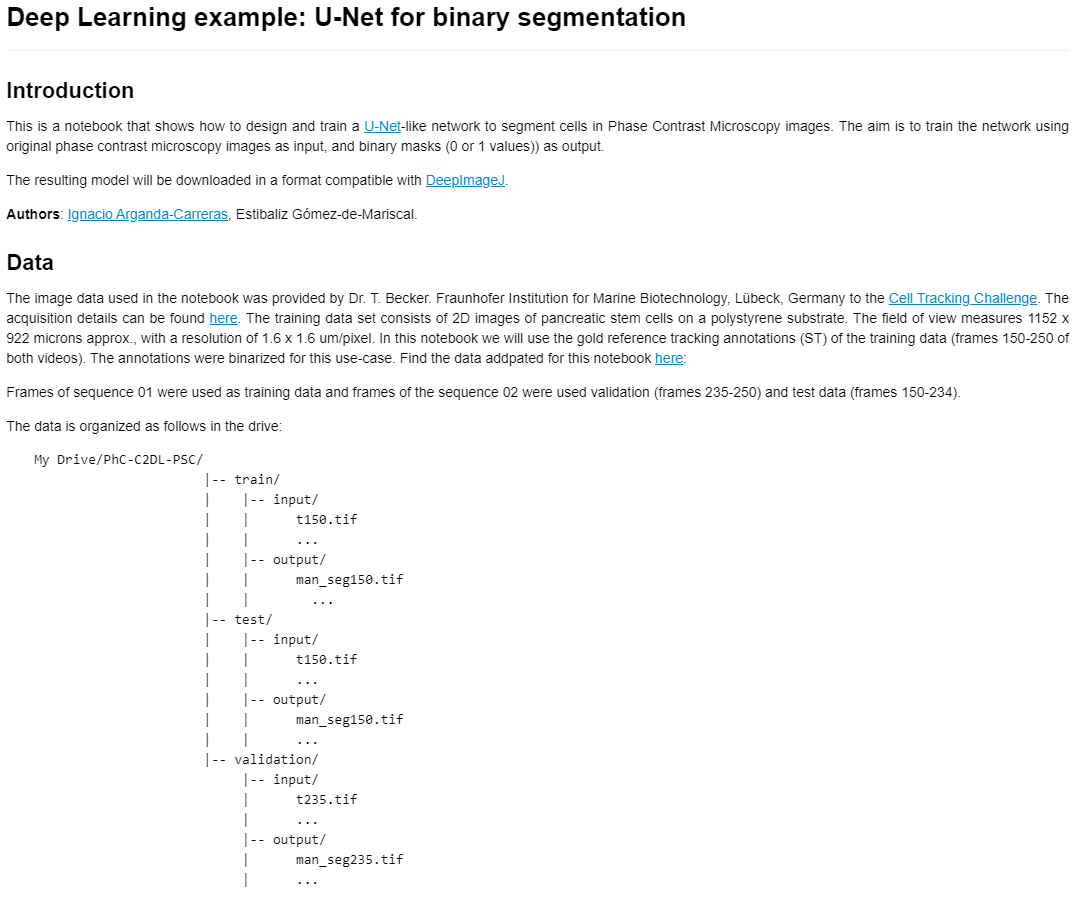 Deep Learning example: U-Net for binary segmentation
Introduction
This is a notebook that shows how to design and train a U-Net-like network to segment cells in Phase Contrast Microscopy images. The aim is to train the network using
original phase contrast microscopy images as input, and binary masks (0 or 1 values)) as output.
The resulting model will be downloaded in a format compatible with DeepImageJ.
Authors: Ignacio Arganda-Carreras, Estibaliz Gómez-de-Mariscal.
Data
The image data used in the notebook was provided by Dr. T. Becker. Fraunhofer Institution for Marine Biotechnology, Lübeck, Germany to the Cell Tracking Challenge. The
acquisition details can be found here. The training data set consists of 2D images of pancreatic stem cells on a polystyrene substrate. The field of view measures 1152 x
922 microns approx., with a resolution of 1.6 x 1.6 um/pixel. In this notebook we will use the gold reference tracking annotations (ST) of the training data (frames 150-250 of
both videos). The annotations were binarized for this use-case. Find the data addpated for this notebook here:
Frames of sequence 01 were used as training data and frames of the sequence 02 were used validation (frames 235-250) and test data (frames 150-234).
The data is organized as follows in the drive:
My Drive/PhC-C2DL-PSC/
|-- train/
|    |-- input/
|    |      t150.tif
|    |      ...
|    |-- output/
|    |      man_seg150.tif
|    |        ...
|-- test/
|    |-- input/
|    |      t150.tif
|    |      ...
|    |-- output/
|    |      man_seg150.tif
|    |      ...
|-- validation/
     |-- input/
     |      t235.tif
     |      ...
     |-- output/
     |      man_seg235.tif
     |      ...